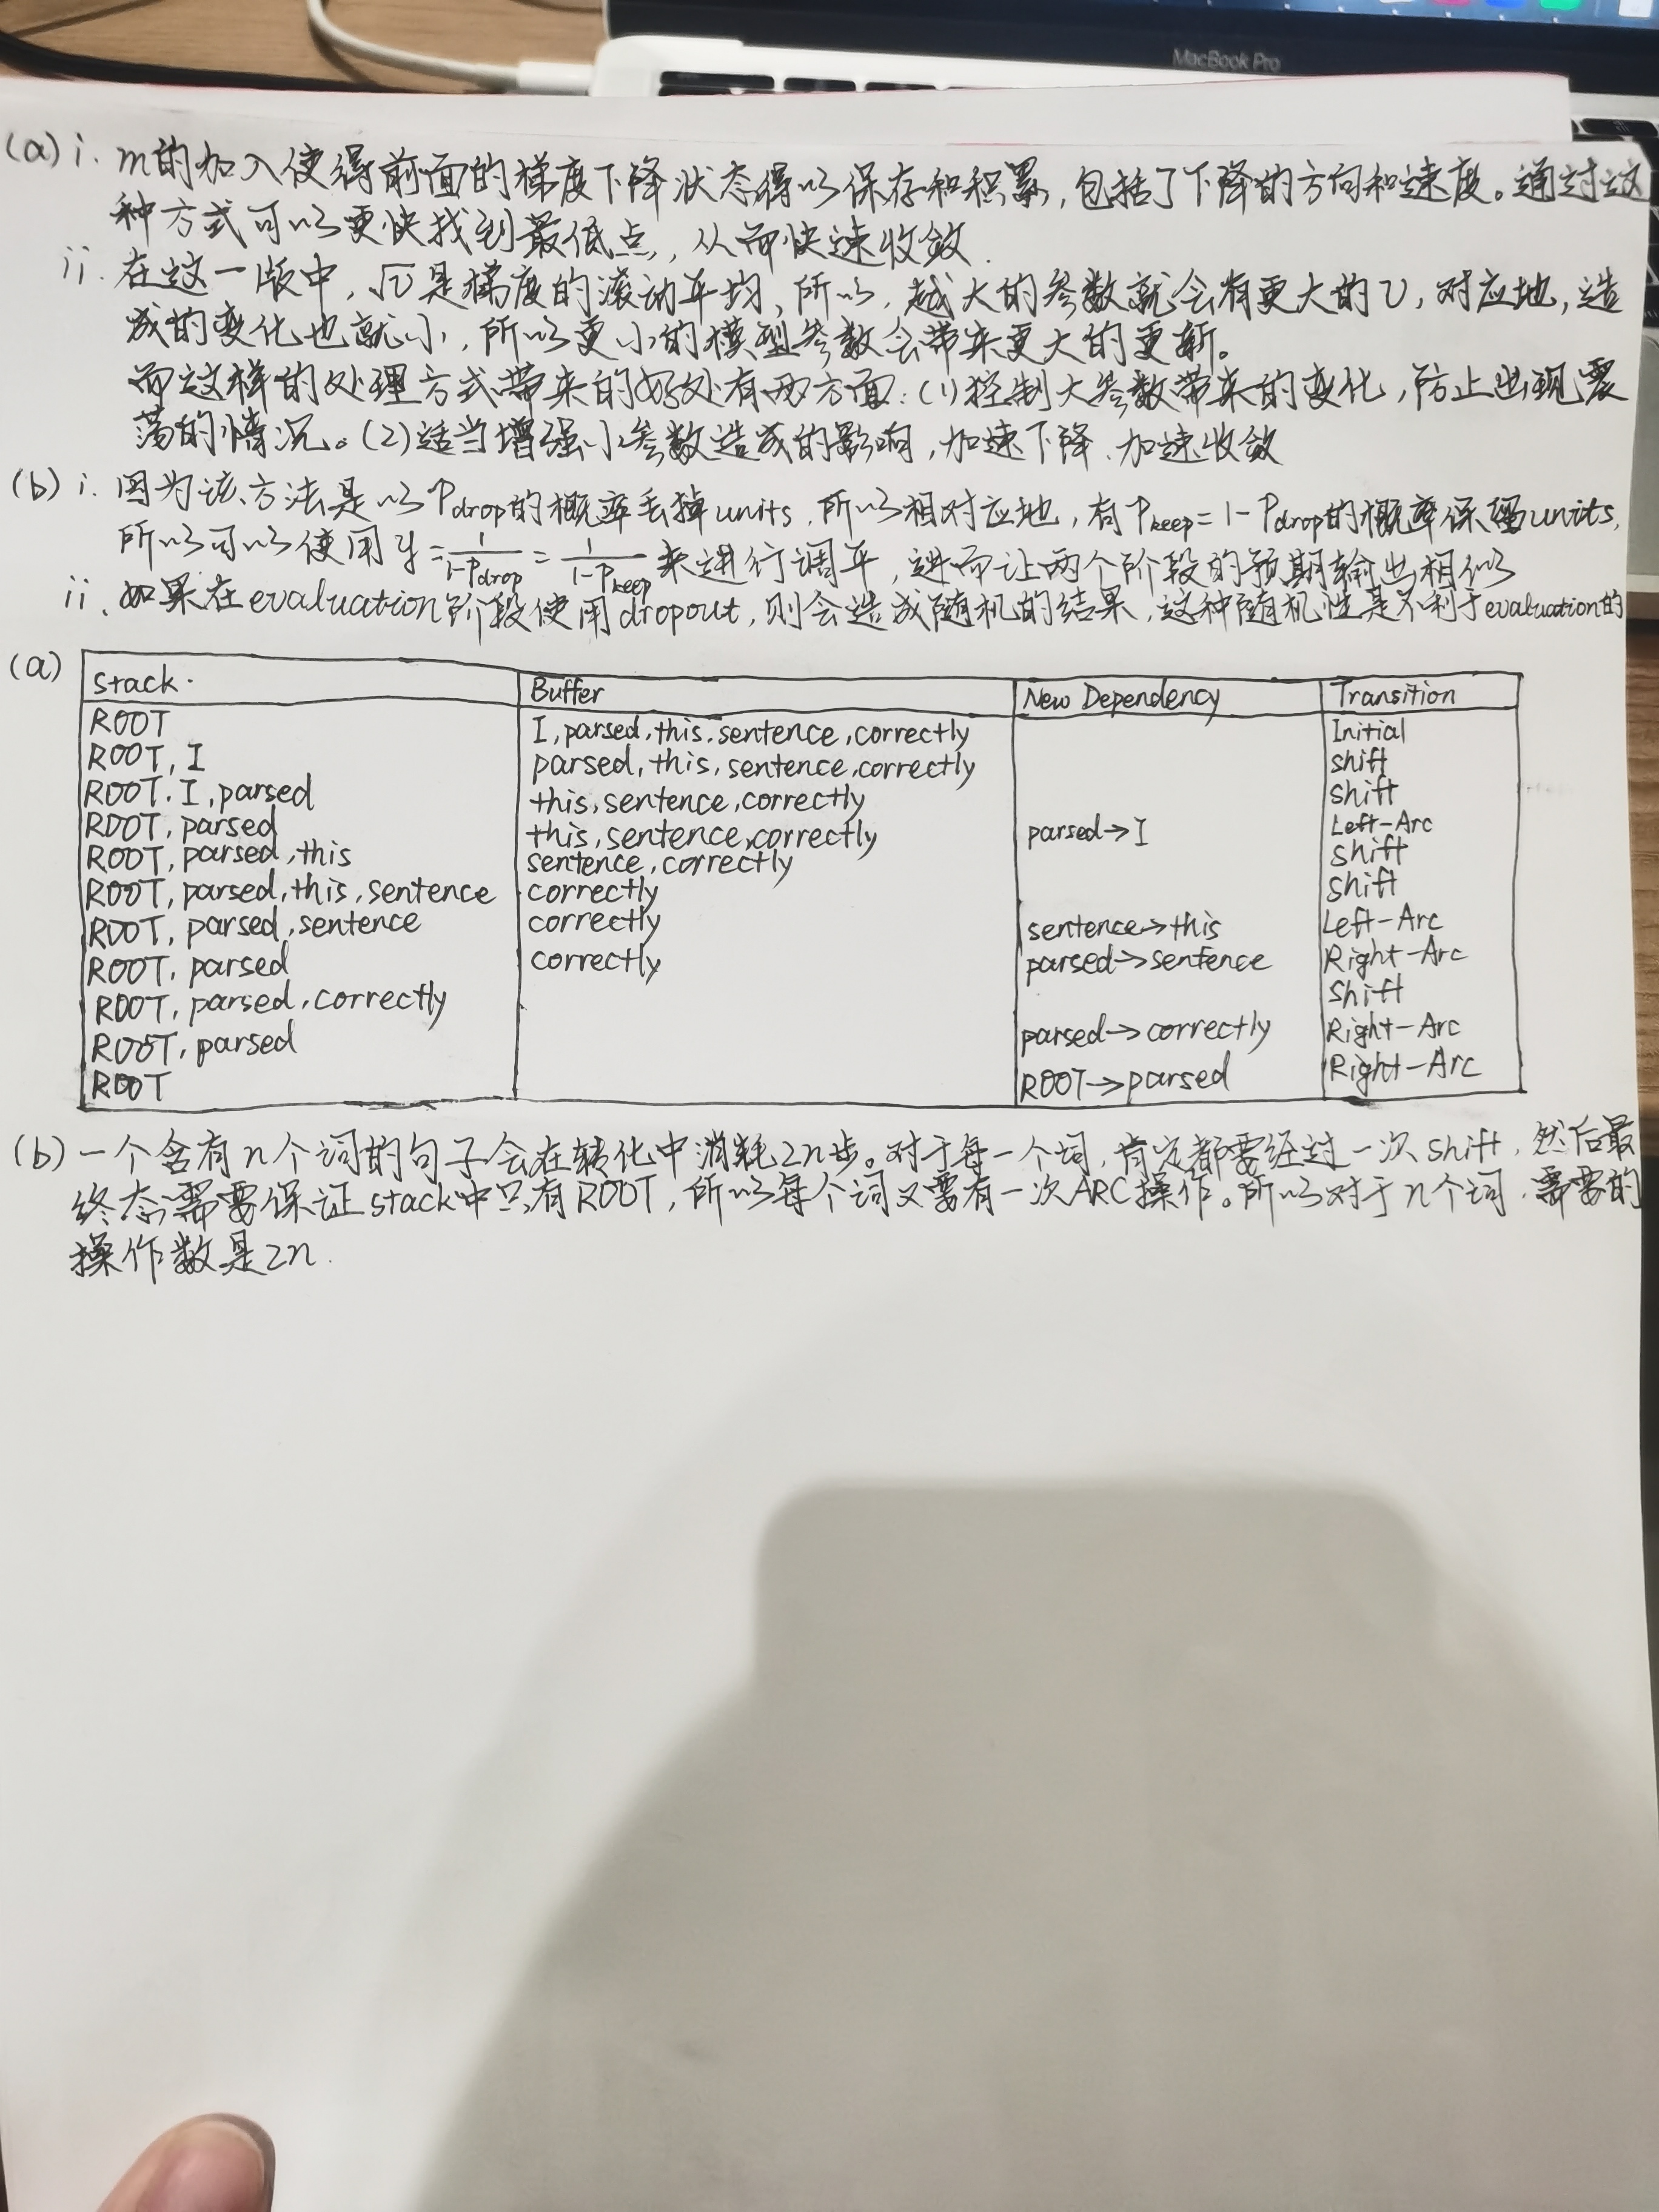 MacBook Pro
(a) i. m的加入使得前面的梯度下降状态得以保存和积累,包括了下降的方向和速度。通过这
种方式可以更快找到最低点,从而快速收敛.
ii. 在这一版中,√v是梯度的滚动平均,所以,越大的参数就会有更大的v,对应地,造
成的变化也就小,所以更小的模型参数会带来更大的更新。
而这样的处理方式带来的好处有两方面:(1)控制大参数带来的变化,防止出现震
荡的情况。(2)适当增强小参数造成的影响,加速下降、加速收敛
(b) i. 因为该方法是以Pdrop的概率丢掉units,所以相对应地,有Pkeep=1-Pdrop的概率保留units,
所以可以使用γ=1/(1-Pdrop)=1/(1-Pkeep)来进行调平,进而让两个阶段的预期输出相似
ii、如果在evaluation阶段使用dropout,则会造成随机的结果,这种随机性是不利于evaluation的
(a) Stack. Buffer New Dependency Transition
ROOT I,parsed,this,sentence,correctly Initial
ROOT,I parsed,this,sentence,correctly shift
ROOT.I,parsed this,sentence,correctly shift
ROOT,parsed this,sentence,correctly parsed→I Left-Arc
ROOT,parsed,this sentence,correctly shift
ROOT,parsed,this,sentence correctly shift
ROOT,parsed,sentence correctly sentence→this Left-Arc
ROOT,parsed correctly parsed→sentence Right-Arc
ROOT,parsed,correctly shift
ROOT,parsed parsed→correctly Right-Arc
ROOT ROOT→parsed Right-Arc
(b) 一个含有n个词的句子会在转化中消耗2n步。对于每一个词,肯定都要经过一次shift,然后最
终态需要保证stack中只有ROOT,所以每个词又要有一次ARC操作。所以对于n个词,需要的
操作数是2n.